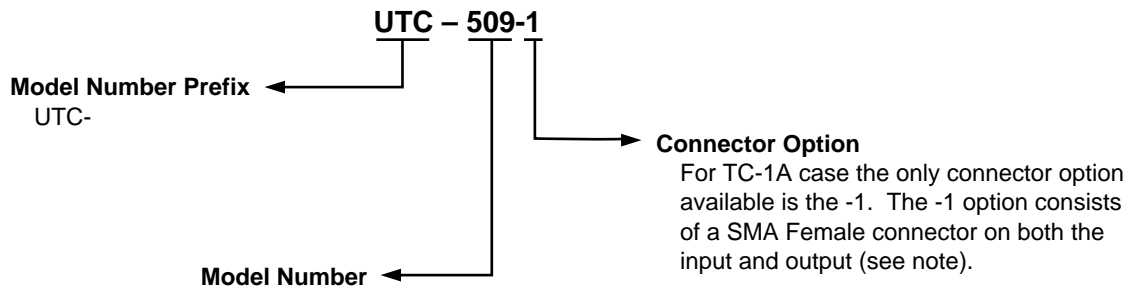 UTC – 509-1
Model Number Prefix
UTC-
Connector Option
For TC-1A case the only connector option
available is the -1.  The -1 option consists
of a SMA Female connector on both the
input and output (see note).
Model Number